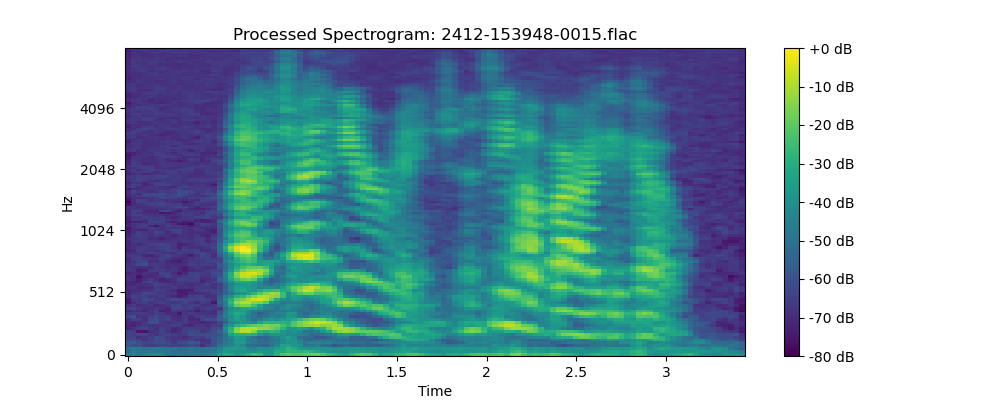 Processed Spectrogram: 2412-153948-0015.flac
Hz
4096
2048
1024
512
0
0
0.5
1
1.5
2
2.5
3
Time
+0 dB
-10 dB
-20 dB
-30 dB
-40 dB
-50 dB
-60 dB
-70 dB
-80 dB